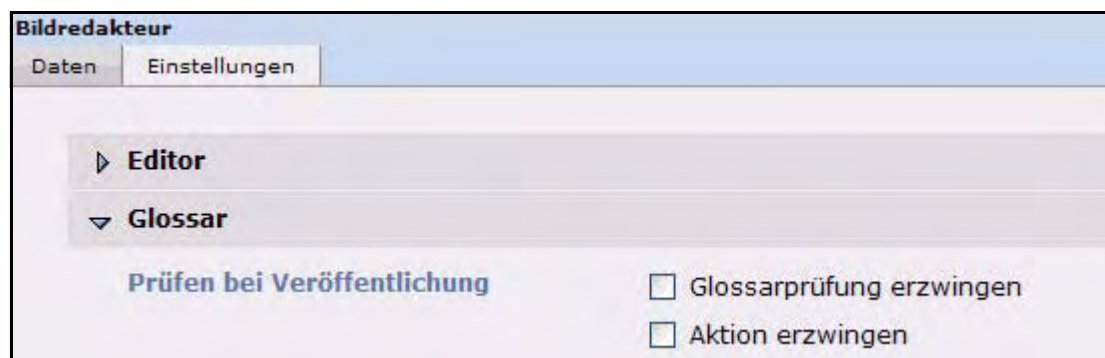 Bildredakteur
Daten Einstellungen
Editor
Glossar
Prüfen bei Veröffentlichung Glossarprüfung erzwingen
Aktion erzwingen